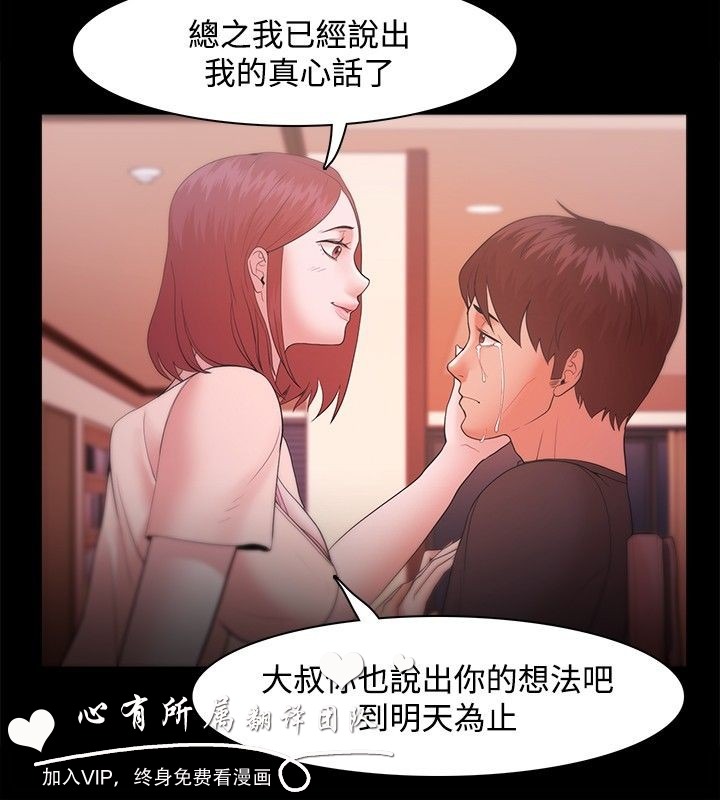 總之我已經說出
我的真心話了
大叔你也說出你的想法吧
到明天為止
心有所属翻译团队
加入VIP，终身免费看漫画